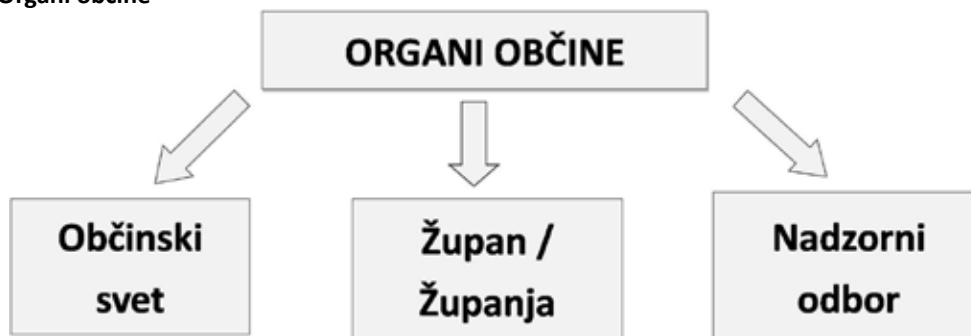 Organi občine
ORGANI OBČINE
Občinski
svet
Župan /
Županja
Nadzorni
odbor